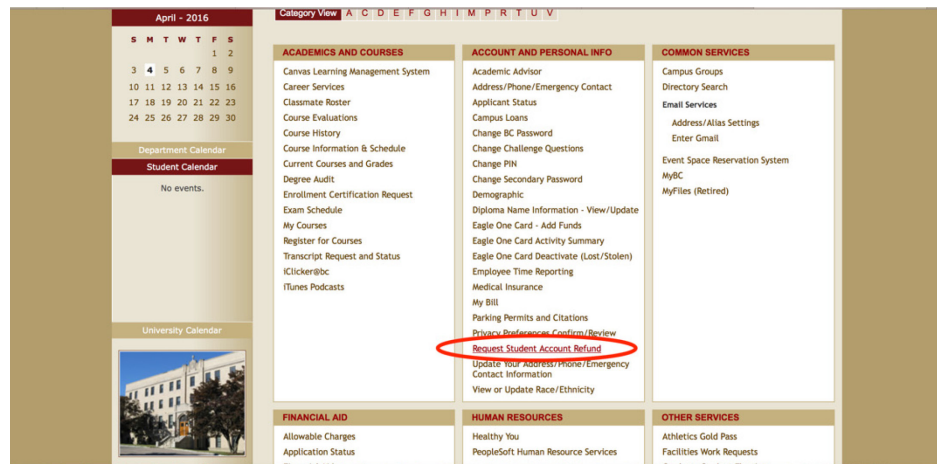 April - 2016
S M T W T F S
1 2
3 4 5 6 7 8 9
10 11 12 13 14 15 16
17 18 19 20 21 22 23
24 25 26 27 28 29 30
Department Calendar
Student Calendar
No events.
University Calendar
Category View A C D E F G H I M P R T U V
ACADEMICS AND COURSES
Canvas Learning Management System
Career Services
Classmate Roster
Course Evaluations
Course History
Course Information & Schedule
Current Courses and Grades
Degree Audit
Enrollment Certification Request
Exam Schedule
My Courses
Register for Courses
Transcript Request and Status
iClicker@bc
iTunes Podcasts
ACCOUNT AND PERSONAL INFO
Academic Advisor
Address/Phone/Emergency Contact
Applicant Status
Campus Loans
Change BC Password
Change Challenge Questions
Change PIN
Change Secondary Password
Demographic
Diploma Name Information - View/Update
Eagle One Card - Add Funds
Eagle One Card Activity Summary
Eagle One Card Deactivate (Lost/Stolen)
Employee Time Reporting
Medical Insurance
My Bill
Parking Permits and Citations
Privacy Preferences Confirm/Review
Request Student Account Refund
Update Your Address/Phone/Emergency
Contact Information
View or Update Race/Ethnicity
COMMON SERVICES
Campus Groups
Directory Search
Email Services
Address/Alias Settings
Enter Gmail
Event Space Reservation System
MyBC
MyFiles (Retired)
FINANCIAL AID
Allowable Charges
Application Status
HUMAN RESOURCES
Healthy You
PeopleSoft Human Resource Services
OTHER SERVICES
Athletics Gold Pass
Facilities Work Requests